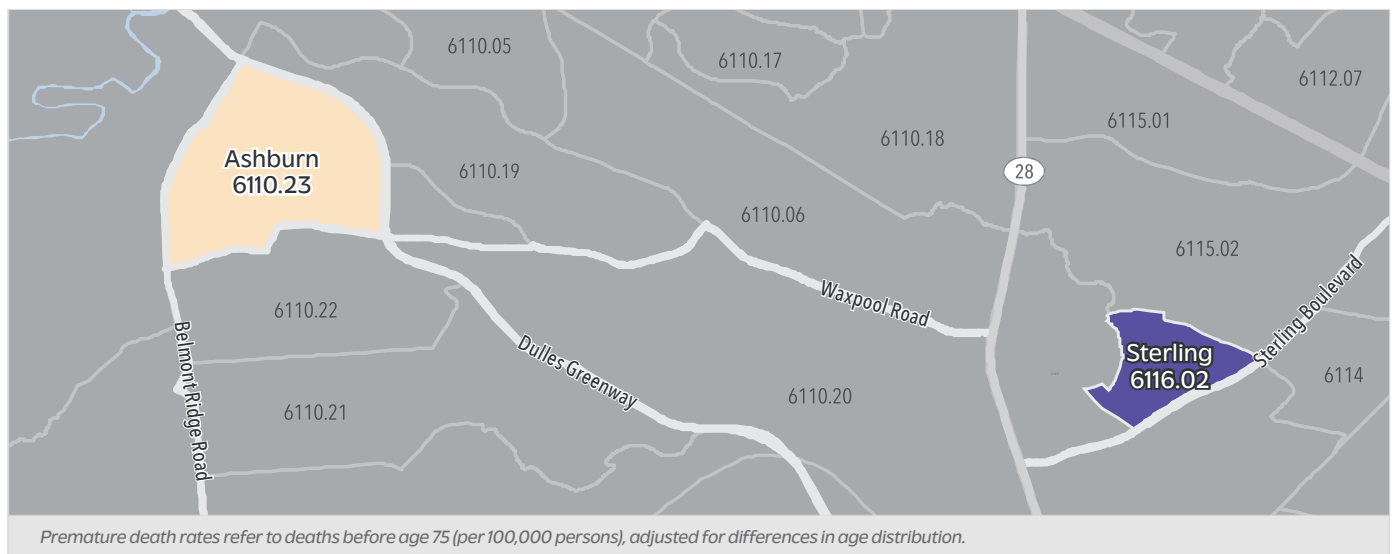 6110.05
6110.17
6112.07
6115.01
6110.18
Ashburn
6110.23
6110.19
28
6110.06
6115.02
6110.22
Waxpool Road
Sterling Boulevard
Belmont Ridge Road
Dulles Greenway
Sterling
6116.02
6114
6110.20
6110.21
Premature death rates refer to deaths before age 75 (per 100,000 persons), adjusted for differences in age distribution.